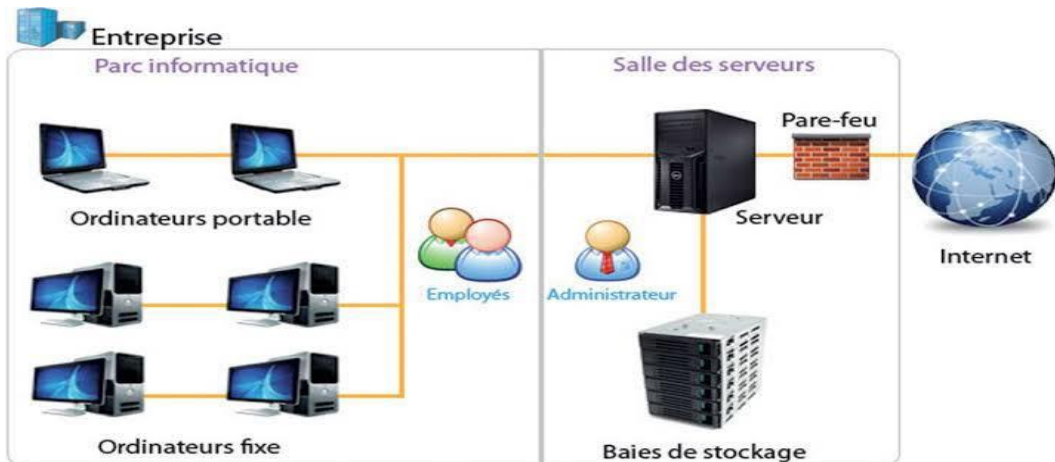 Entreprise
Parc informatique
Salle des serveurs
Pare-feu
Ordinateurs portable
Serveur
Internet
Employés
Administrateur
Ordinateurs fixe
Baies de stockage